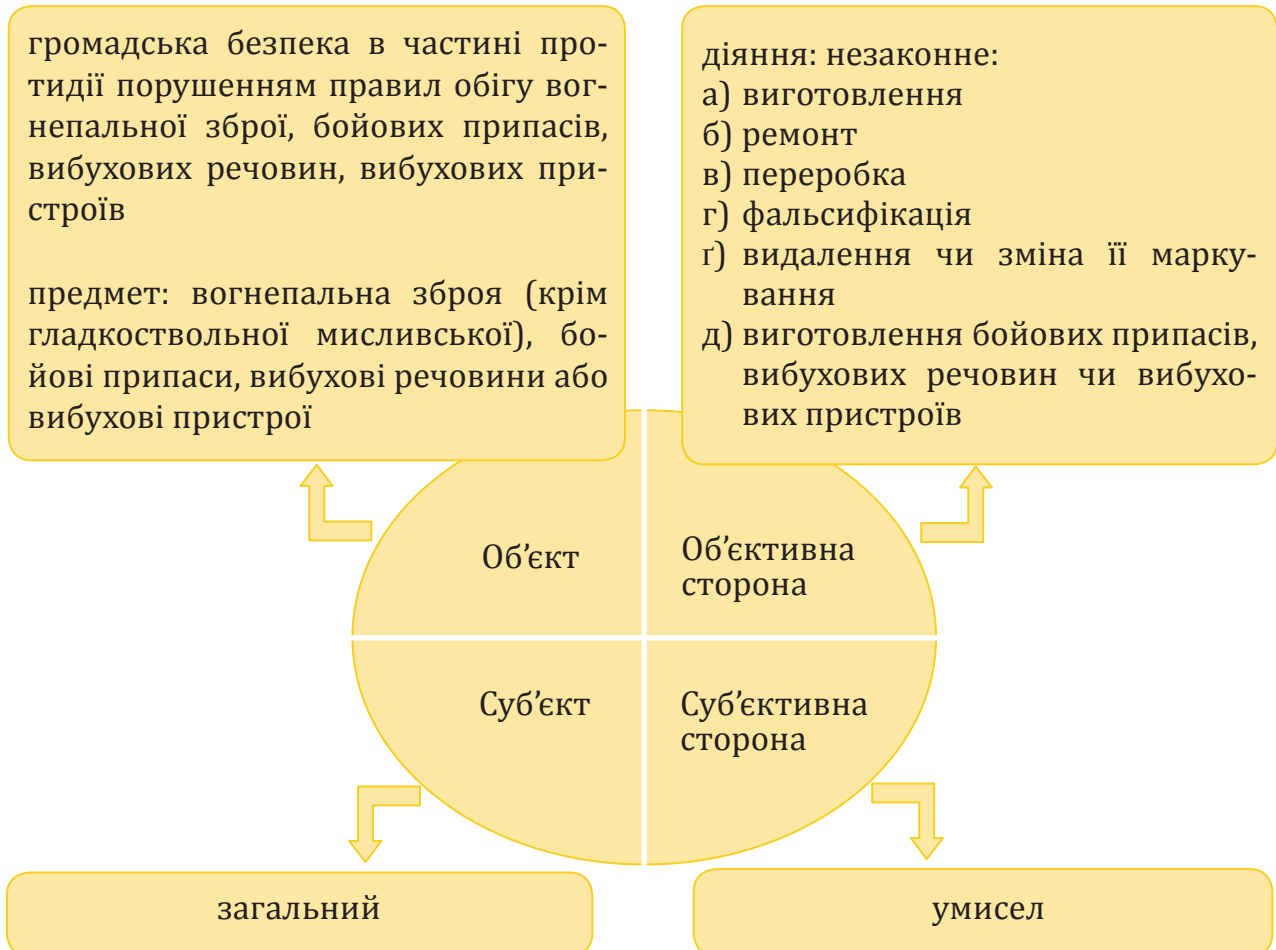 громадська безпека в частині про-
тидії порушенням правил обігу вог-
непальної зброї, бойових припасів,
вибухових речовин, вибухових при-
строїв
предмет: вогнепальна зброя (крім
гладкоствольної мисливської), бо-
йові припаси, вибухові речовини або
вибухові пристрої
діяння: незаконне:
а) виготовлення
б) ремонт
в) переробка
г) фальсифікація
ґ) видалення чи зміна її марку-
вання
д) виготовлення бойових припасів,
вибухових речовин чи вибухо-
вих пристроїв
Об’єкт
Об’єктивна
сторона
Суб’єкт
Суб’єктивна
сторона
загальний
умисел